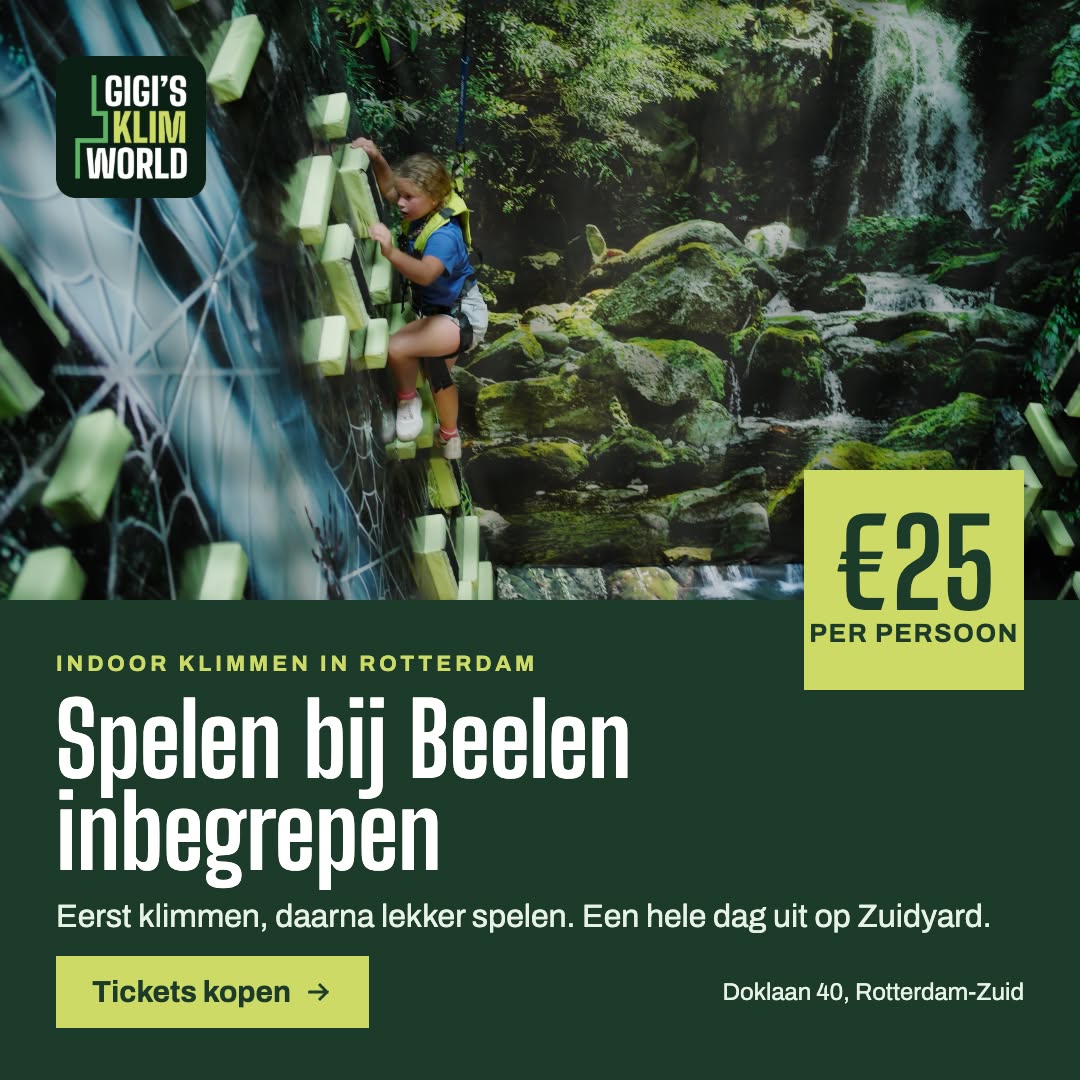 GIGI'S
KLIM
WORLD
€25
PER PERSOON
INDOOR KLIMMEN IN ROTTERDAM
Spelen bij Beelen
inbegrepen
Eerst klimmen, daarna lekker spelen. Een hele dag uit op Zuidyard.
Tickets kopen →
Doklaan 40, Rotterdam-Zuid